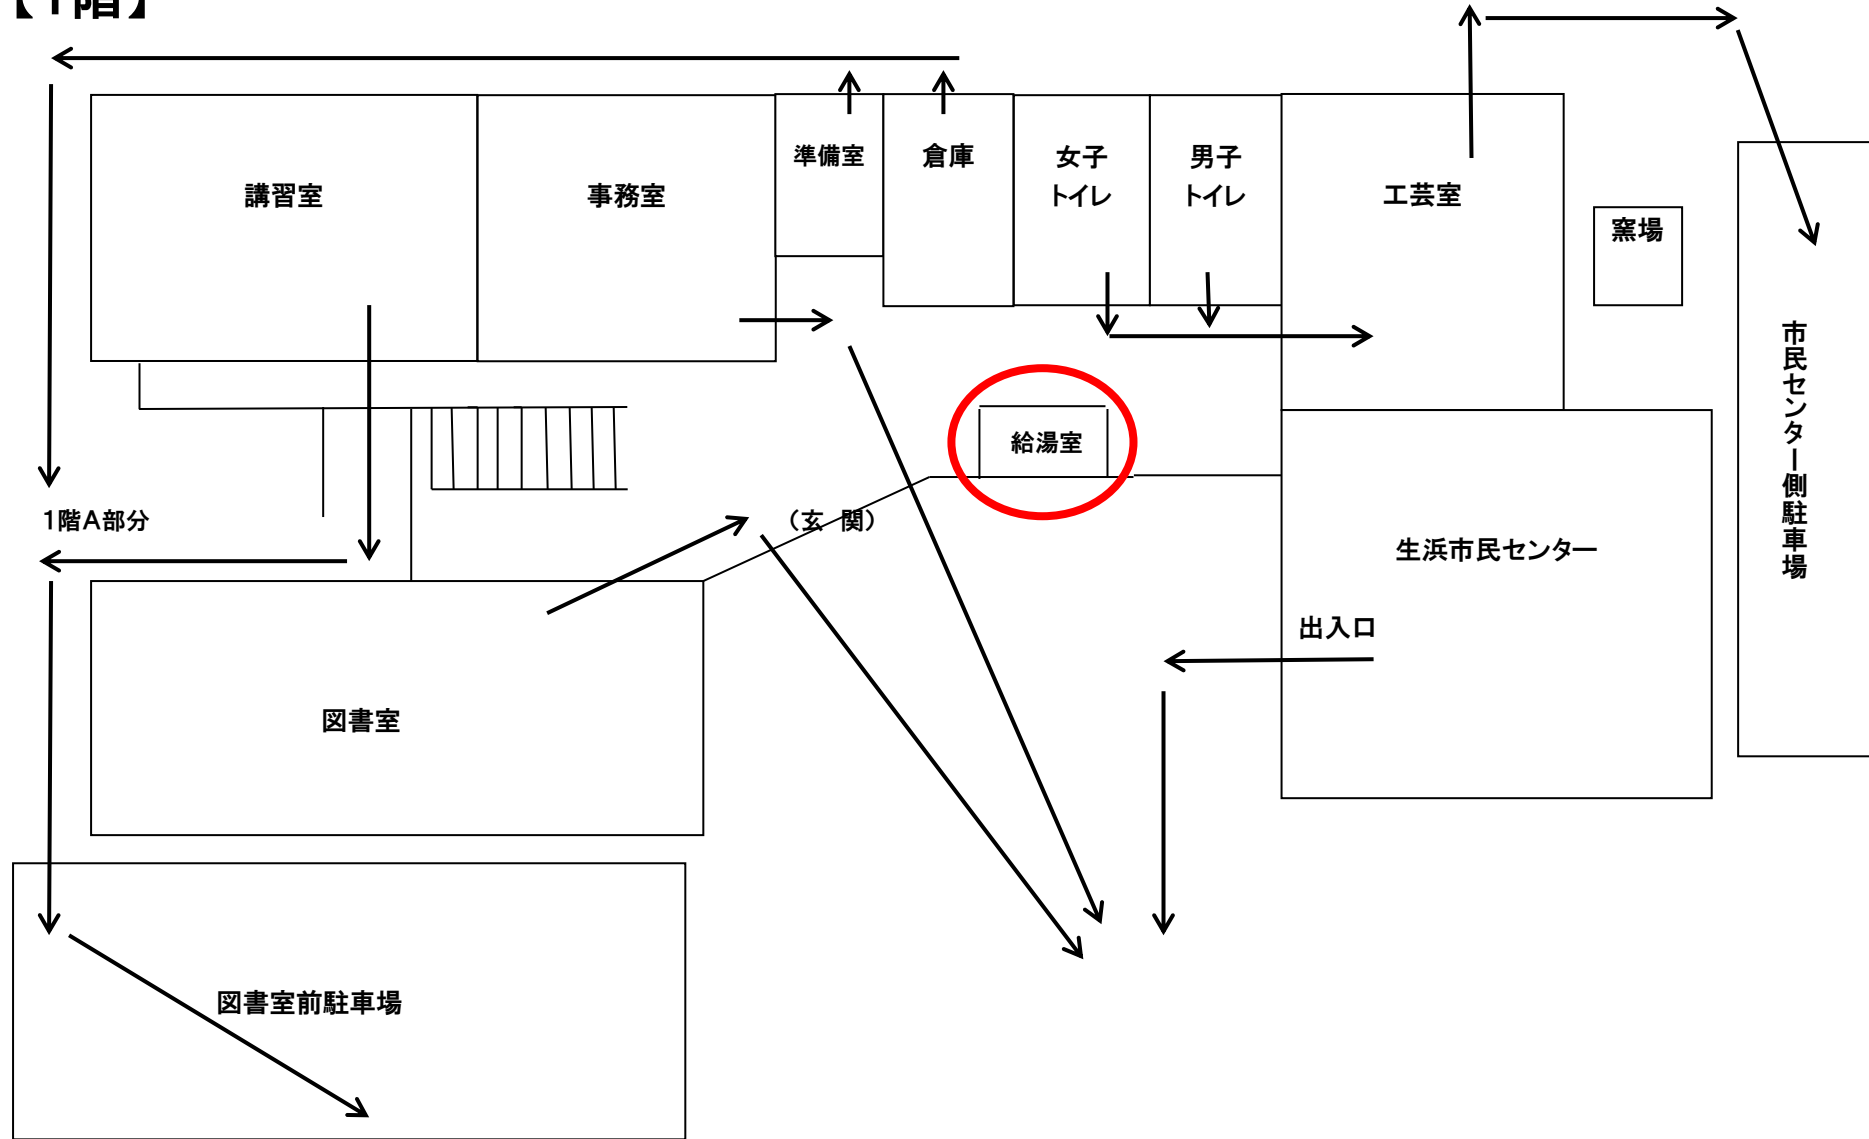 【1階】
準備室
倉庫
女子
トイレ
男子
トイレ
講習室
事務室
工芸室
窯場
市民センター側駐車場
給湯室
1階A部分
（玄 関）
生浜市民センター
出入口
図書室
図書室前駐車場